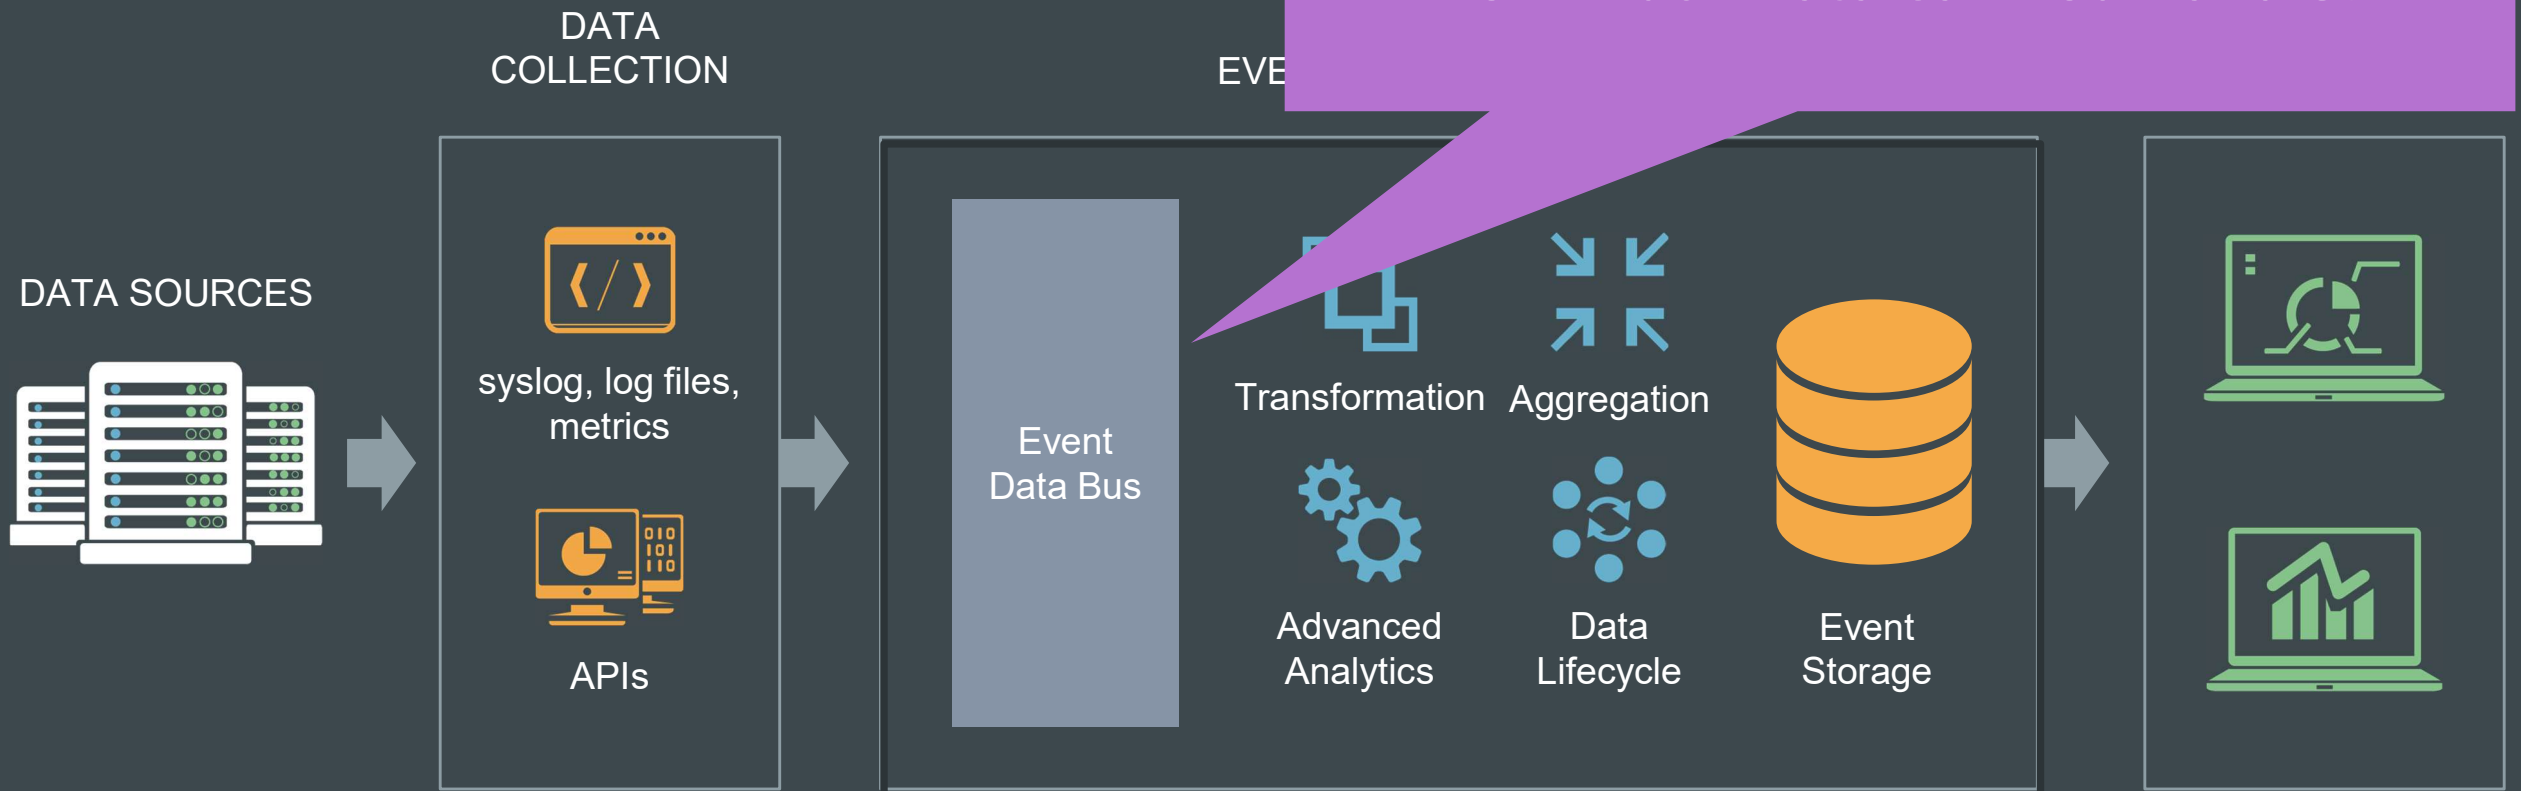 DATA
COLLECTION
EVE
DATA SOURCES
syslog, log files,
metrics
APIs
Event
Data Bus
Transformation
Aggregation
Advanced
Analytics
Data
Lifecycle
Event
Storage